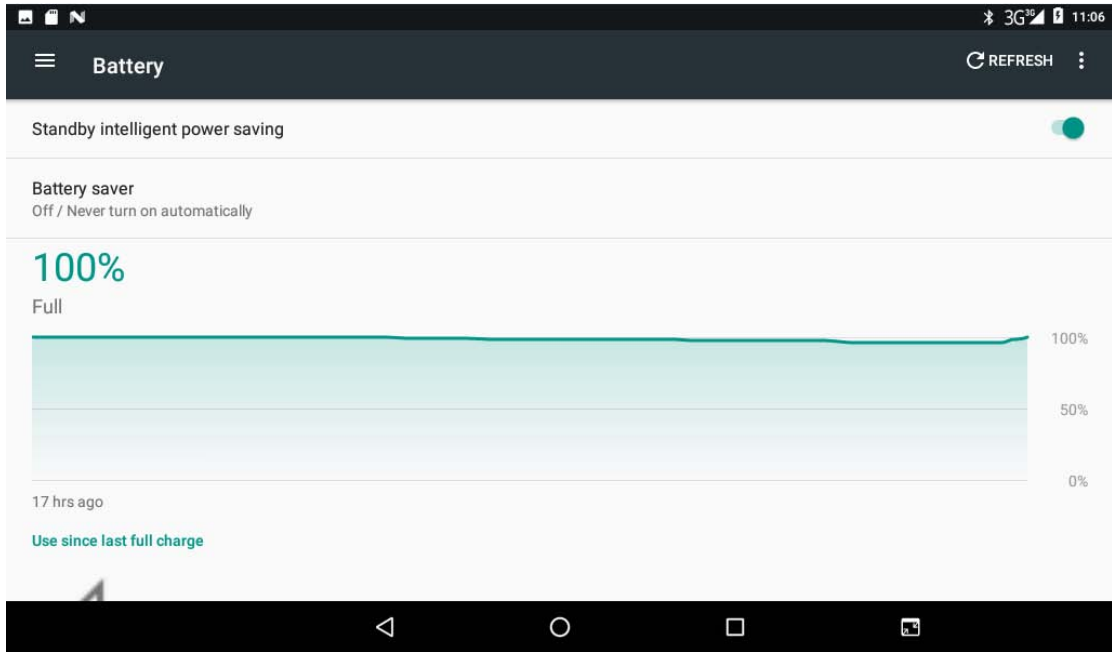 3G 3G 11:06
Battery
REFRESH
Standby intelligent power saving
Battery saver
Off / Never turn on automatically
100%
Full
100%
50%
0%
17 hrs ago
Use since last full charge